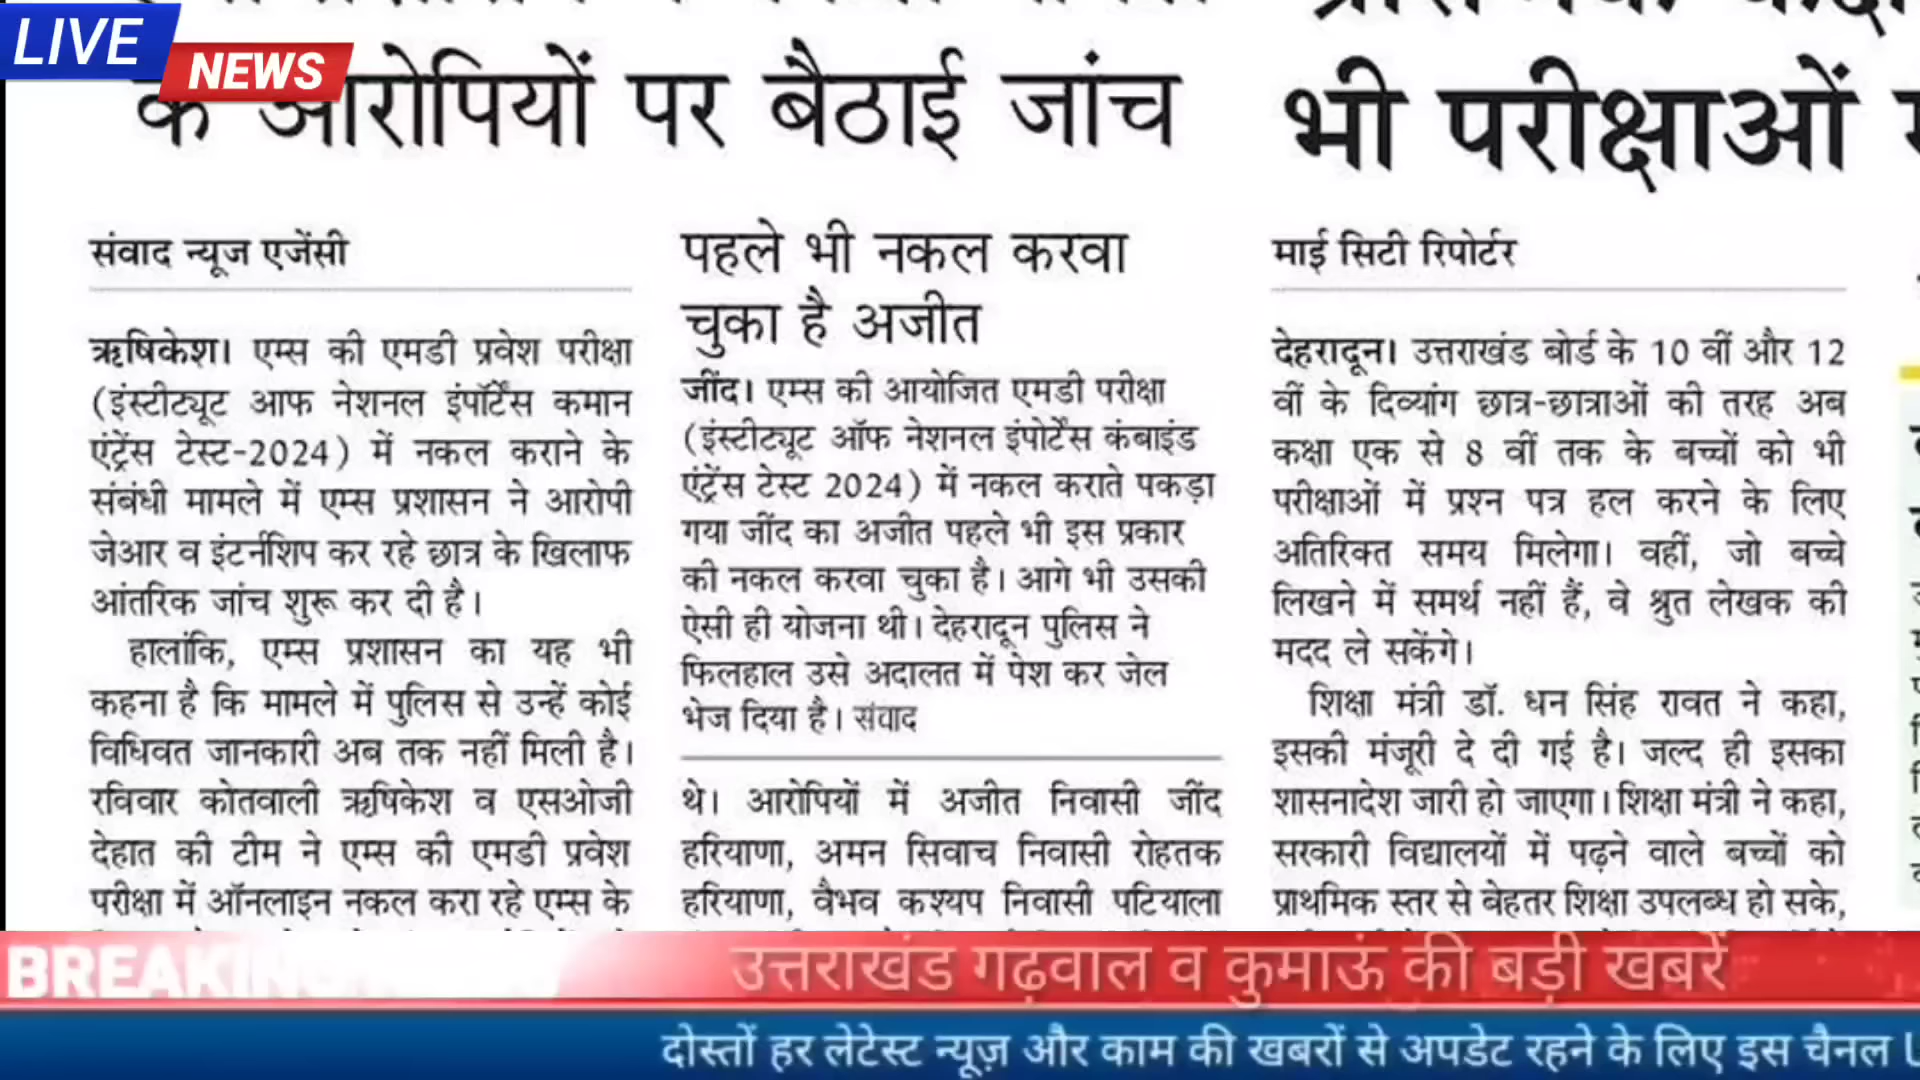 LIVE
NEWS
के आरोपियों पर बैठाई जांच
संवाद न्यूज एजेंसी
ऋषिकेश। एम्स की एमडी प्रवेश परीक्षा
(इंस्टीट्यूट आफ नेशनल इंपॉर्टेंस कमान
एंट्रेंस टेस्ट-2024) में नकल कराने के
संबंधी मामले में एम्स प्रशासन ने आरोपी
जेआर व इंटर्नशिप कर रहे छात्र के खिलाफ
आंतरिक जांच शुरू कर दी है।
हालांकि, एम्स प्रशासन का यह भी
कहना है कि मामले में पुलिस से उन्हें कोई
विधिवत जानकारी अब तक नहीं मिली है।
रविवार कोतवाली ऋषिकेश व एसओजी
देहात की टीम ने एम्स की एमडी प्रवेश
परीक्षा में ऑनलाइन नकल करा रहे एम्स के
पहले भी नकल करवा
चुका है अजीत
जींद। एम्स की आयोजित एमडी परीक्षा
(इंस्टीट्यूट ऑफ नेशनल इंपोर्टेंस कंबाइंड
एंट्रेंस टेस्ट 2024) में नकल कराते पकड़ा
गया जींद का अजीत पहले भी इस प्रकार
की नकल करवा चुका है। आगे भी उसकी
ऐसी ही योजना थी। देहरादून पुलिस ने
फिलहाल उसे अदालत में पेश कर जेल
भेज दिया है। संवाद
थे। आरोपियों में अजीत निवासी जींद
हरियाणा, अमन सिवाच निवासी रोहतक
हरियाणा, वैभव कश्यप निवासी पटियाला
भी परीक्षाओं
माई सिटी रिपोर्टर
देहरादून। उत्तराखंड बोर्ड के 10 वीं और 12
वीं के दिव्यांग छात्र-छात्राओं की तरह अब
कक्षा एक से 8 वीं तक के बच्चों को भी
परीक्षाओं में प्रश्न पत्र हल करने के लिए
अतिरिक्त समय मिलेगा। वहीं, जो बच्चे
लिखने में समर्थ नहीं हैं, वे श्रुत लेखक की
मदद ले सकेंगे।
शिक्षा मंत्री डॉ. धन सिंह रावत ने कहा,
इसकी मंजूरी दे दी गई है। जल्द ही इसका
शासनादेश जारी हो जाएगा। शिक्षा मंत्री ने कहा,
सरकारी विद्यालयों में पढ़ने वाले बच्चों को
प्राथमिक स्तर से बेहतर शिक्षा उपलब्ध हो सके,
BREAKING
उत्तराखंड गढ़वाल व कुमाऊं की बड़ी खबरें
दोस्तों हर लेटेस्ट न्यूज़ और काम की खबरों से अपडेट रहने के लिए इस चैनल